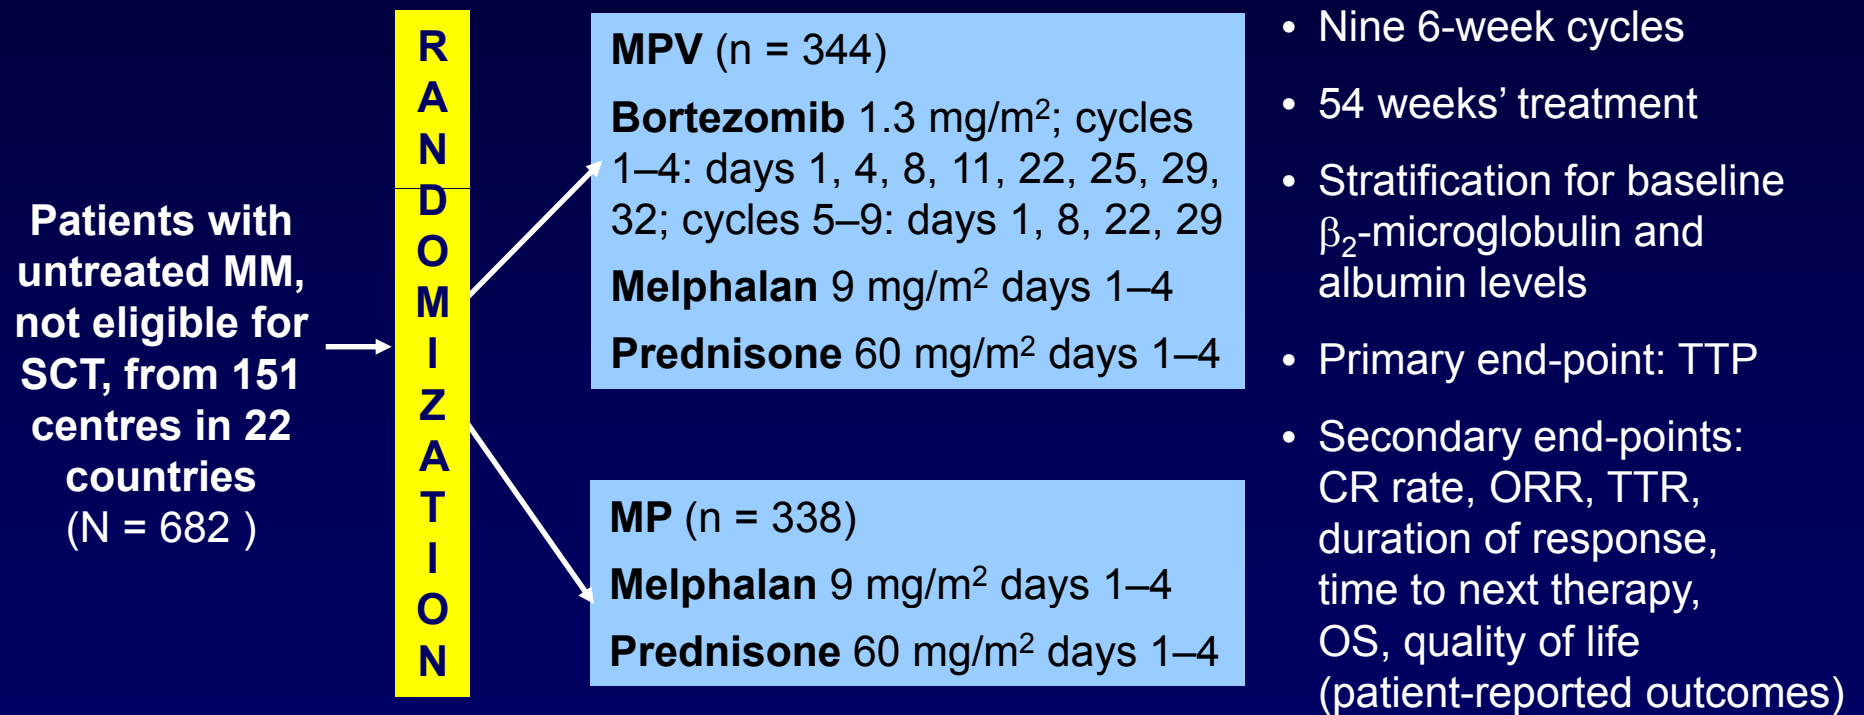 Patients with
untreated MM,
not eligible for
SCT, from 151
centres in 22
countries
(N = 682 )
R
A
N
D
O
M
I
Z
A
T
I
O
N
MPV (n = 344)
Bortezomib 1.3 mg/m²; cycles
1–4: days 1, 4, 8, 11, 22, 25, 29,
32; cycles 5–9: days 1, 8, 22, 29
Melphalan 9 mg/m² days 1–4
Prednisone 60 mg/m² days 1–4
MP (n = 338)
Melphalan 9 mg/m² days 1–4
Prednisone 60 mg/m² days 1–4
• Nine 6-week cycles
• 54 weeks’ treatment
• Stratification for baseline
β₂-microglobulin and
albumin levels
• Primary end-point: TTP
• Secondary end-points:
CR rate, ORR, TTR,
duration of response,
time to next therapy,
OS, quality of life
(patient-reported outcomes)